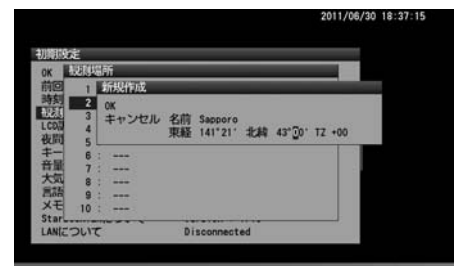 2011/06/30 18:37:15
初期設定
OK 観測場所
前回 1 新規作成
時刻 2 OK
観測 3 キャンセル 名前 Sapporo
LCD 4 東経 141°21' 北緯 43°00' TZ +00
夜間 5
キー 6 : ---
音量 7 : ---
大気 8 : ---
言語 9 : ---
メモ 10 : ---
Star
LANについて Disconnected